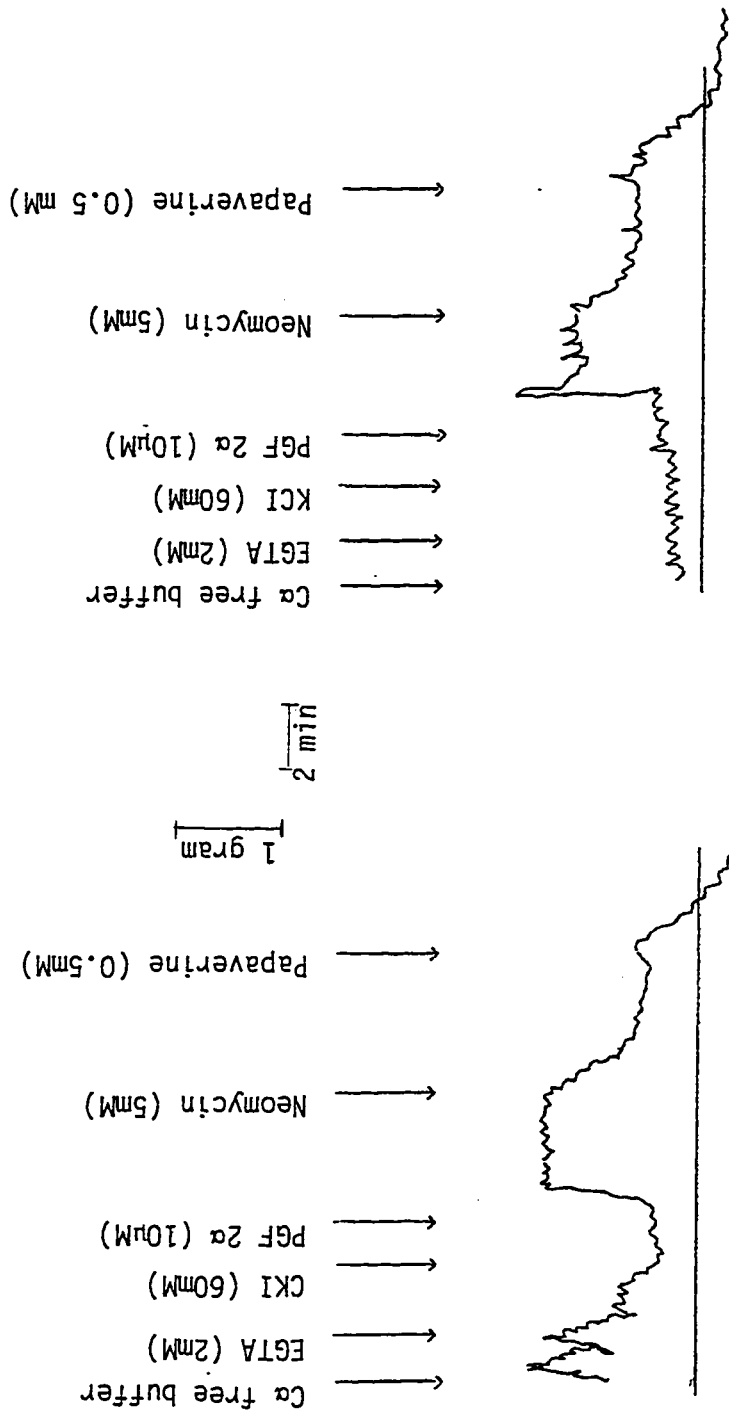 Ca free buffer
EGTA (2mM)
CKI (60mM)
PGF 2α (10µM)
Neomycin (5mM)
Papaverine (0.5mM)
1 gram
2 min
Ca free buffer
EGTA (2mM)
KCI (60mM)
PGF 2α (10µM)
Neomycin (5mM)
Papaverine (0.5 mM)